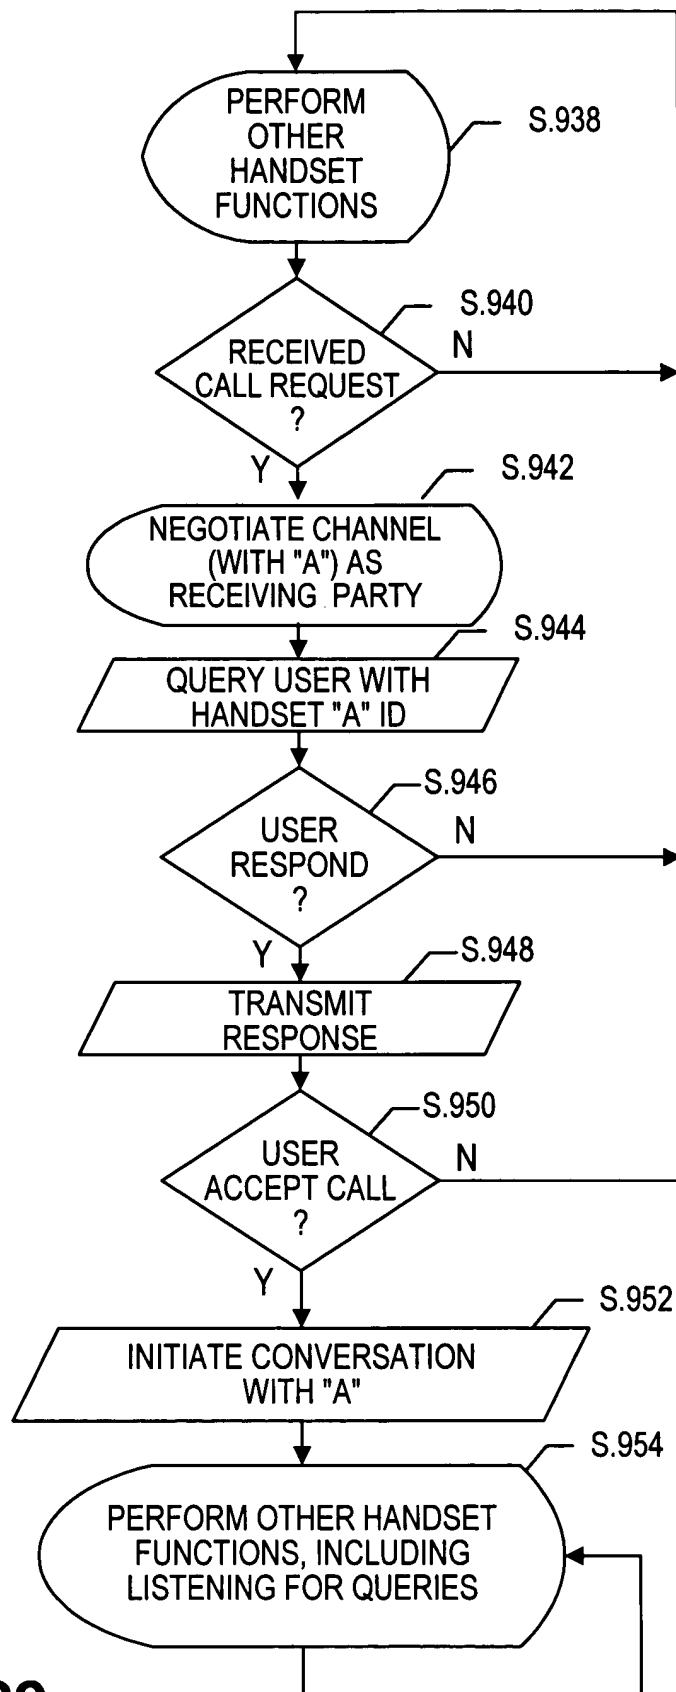 PERFORM
OTHER
HANDSET
FUNCTIONS
S.938
S.940
RECEIVED
CALL REQUEST
?
N
Y
S.942
NEGOTIATE CHANNEL
(WITH "A") AS
RECEIVING PARTY
S.944
QUERY USER WITH
HANDSET "A" ID
S.946
USER
RESPOND
?
N
Y
S.948
TRANSMIT
RESPONSE
S.950
USER
ACCEPT CALL
?
N
Y
S.952
INITIATE CONVERSATION
WITH "A"
S.954
PERFORM OTHER HANDSET
FUNCTIONS, INCLUDING
LISTENING FOR QUERIES